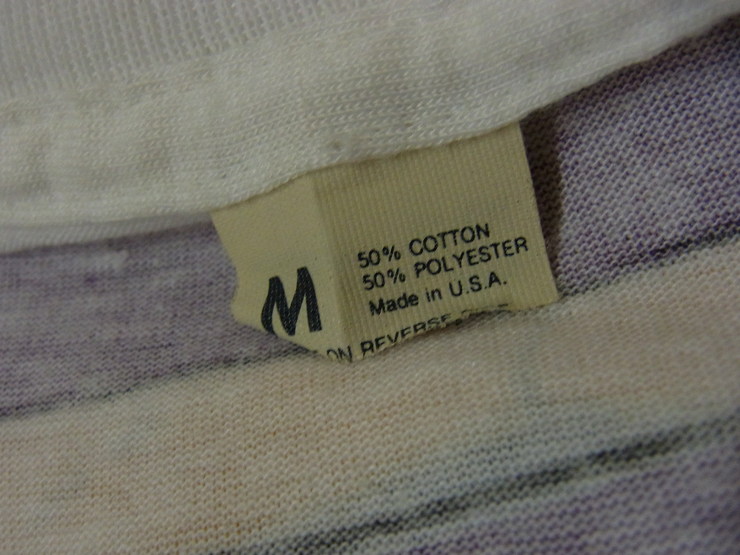 M
50% COTTON
50% POLYESTER
Made in U.S.A.
ON REVERSE